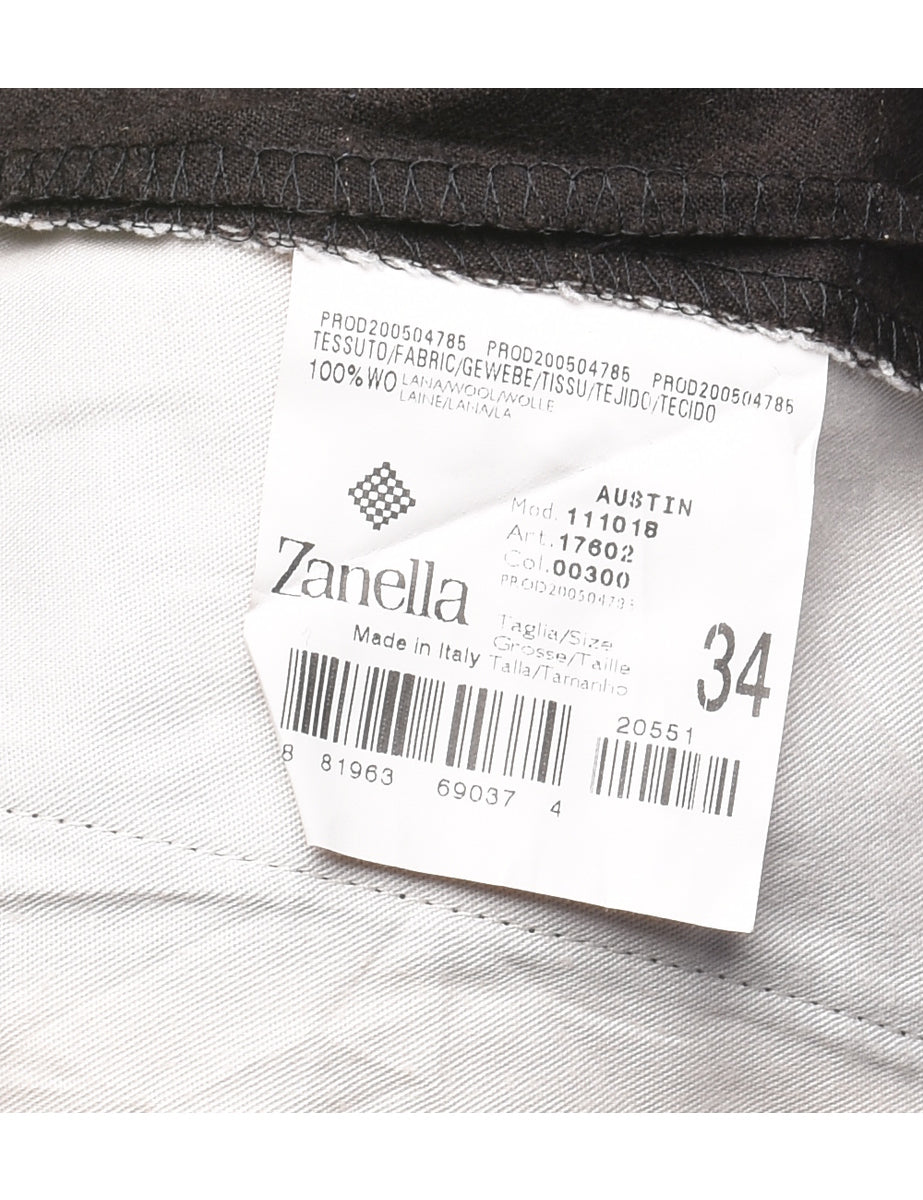 PROD200504785 PROD200504785 PROD200504785
TESSUTO/FABRIC/GEWEBE/TISSU/TEJIDO/TECIDO
100%WO LANA/WOOL/WOLLE
LAINE/LANA/LA
AUSTIN
Mod. 111018
Art. 17602
Col. 00300
PROD200504785
Zanella
Made in Italy
Taglia/Size
Grosse/Taille
Talla/Tamanho
34
20551
8 81963 69037 4